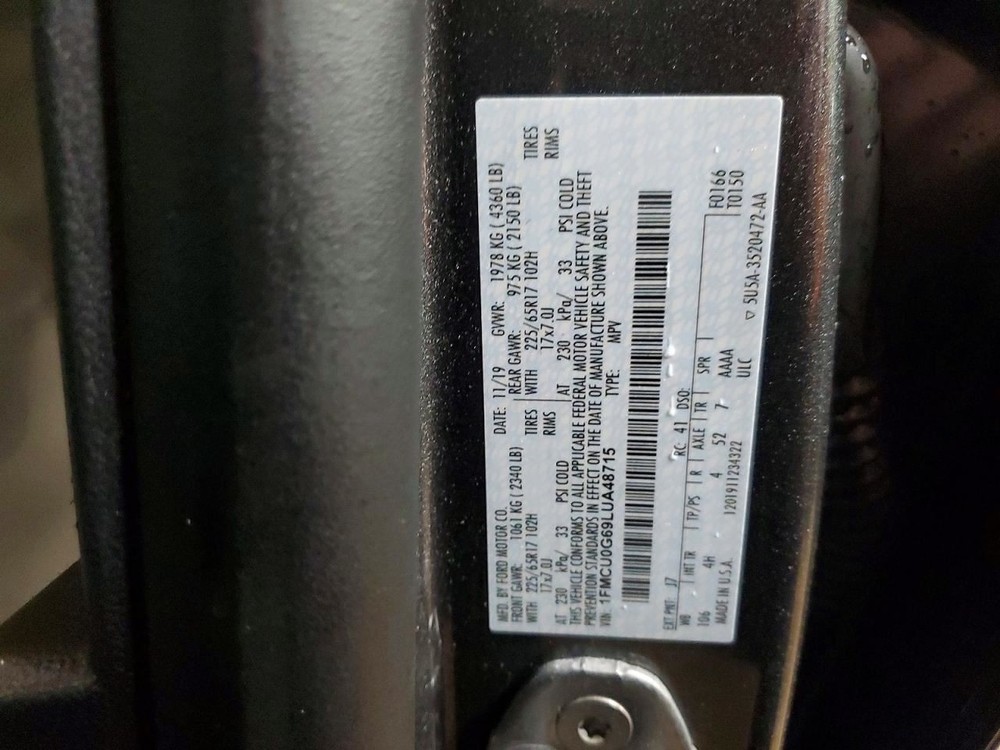 MFD. BY FORD MOTOR CO.
DATE: 11/19 GVWR: 1978 KG ( 4360 LB)
FRONT GAWR: 1061 KG ( 2340 LB)
REAR GAWR: 975 KG ( 2150 LB)
WITH 225/65R17 102H TIRES
WITH 225/65R17 102H TIRES
17x7.0J RIMS
17x7.0J RIMS
AT 230 kPa/ 33 PSI COLD
AT 230 kPa/ 33 PSI COLD
THIS VEHICLE CONFORMS TO ALL APPLICABLE FEDERAL MOTOR VEHICLE SAFETY AND THEFT
PREVENTION STANDARDS IN EFFECT ON THE DATE OF MANUFACTURE SHOWN ABOVE.
VIN: 1FMCU0G69LUA48715 TYPE: MPV
EXT PNT: J7 RC: 41 DSO:
WB INT TR TP/PS R AXLE TR SPR F0166
106 4H 4 52 7 AAAA T0150
ULC
MADE IN U.S.A. 1201911234322 5U5A-3520472-AA